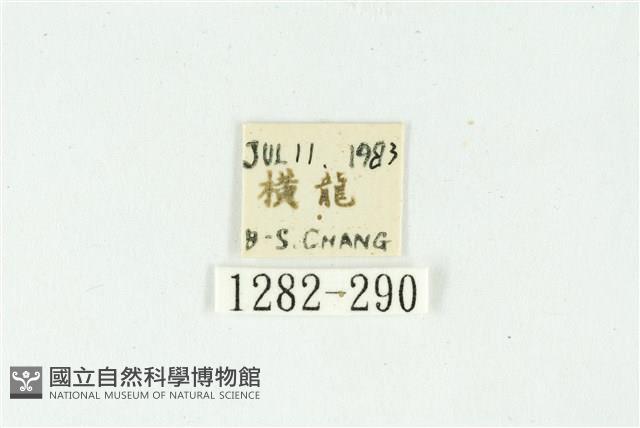 JUL 11. 1983
橫龍
B-S. CHANG
1282-290
國立自然科學博物館
NATIONAL MUSEUM OF NATURAL SCIENCE